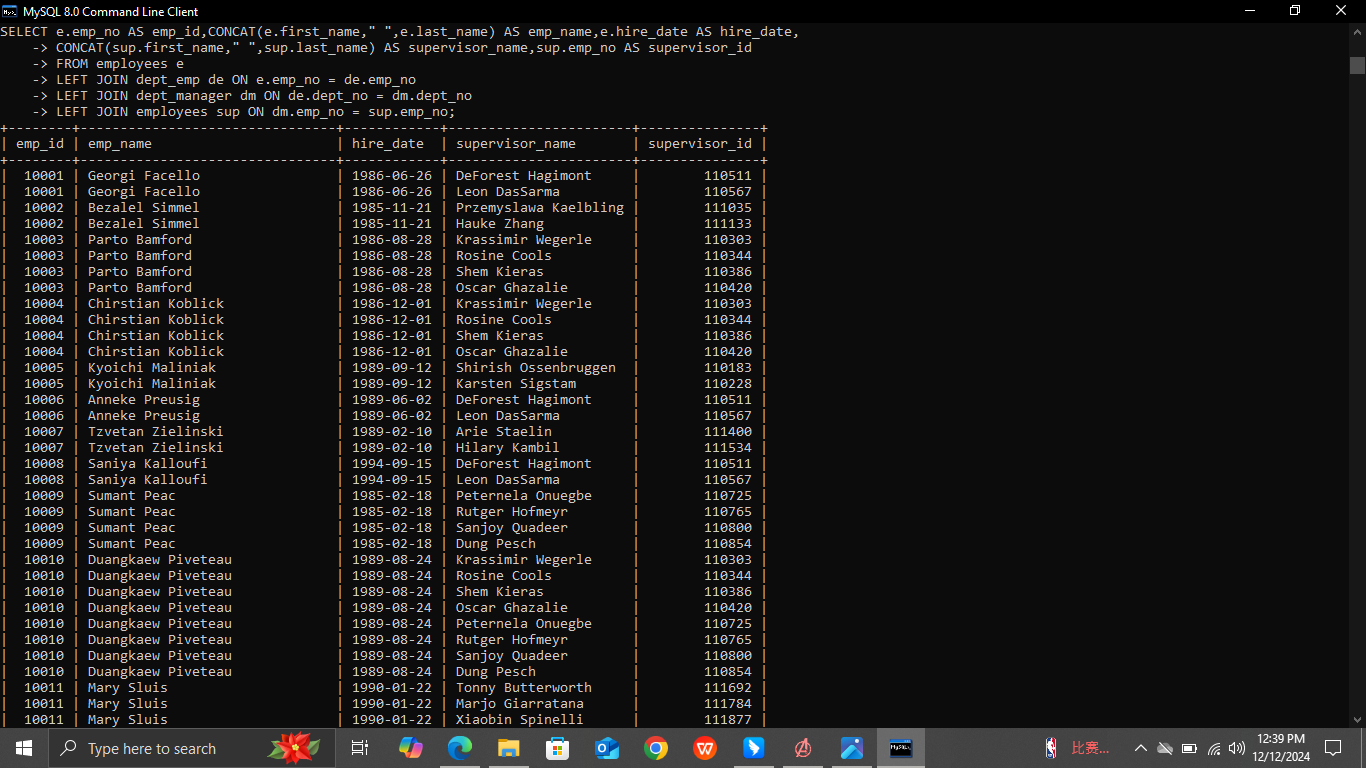 MySQL 8.0 Command Line Client
SELECT e.emp_no AS emp_id,CONCAT(e.first_name," ",e.last_name) AS emp_name,e.hire_date AS hire_date,
    -> CONCAT(sup.first_name," ",sup.last_name) AS supervisor_name,sup.emp_no AS supervisor_id
    -> FROM employees e
    -> LEFT JOIN dept_emp de ON e.emp_no = de.emp_no
    -> LEFT JOIN dept_manager dm ON de.dept_no = dm.dept_no
    -> LEFT JOIN employees sup ON dm.emp_no = sup.emp_no;
+--------+--------------------------------+------------+-----------------------+---------------+
| emp_id | emp_name                       | hire_date  | supervisor_name       | supervisor_id |
+--------+--------------------------------+------------+-----------------------+---------------+
|  10001 | Georgi Facello                 | 1986-06-26 | DeForest Hagimont     |        110511 |
|  10001 | Georgi Facello                 | 1986-06-26 | Leon DasSarma         |        110567 |
|  10002 | Bezalel Simmel                 | 1985-11-21 | Przemyslawa Kaelbling |        111035 |
|  10002 | Bezalel Simmel                 | 1985-11-21 | Hauke Zhang           |        111133 |
|  10003 | Parto Bamford                  | 1986-08-28 | Krassimir Wegerle     |        110303 |
|  10003 | Parto Bamford                  | 1986-08-28 | Rosine Cools          |        110344 |
|  10003 | Parto Bamford                  | 1986-08-28 | Shem Kieras           |        110386 |
|  10003 | Parto Bamford                  | 1986-08-28 | Oscar Ghazalie        |        110420 |
|  10004 | Chirstian Koblick              | 1986-12-01 | Krassimir Wegerle     |        110303 |
|  10004 | Chirstian Koblick              | 1986-12-01 | Rosine Cools          |        110344 |
|  10004 | Chirstian Koblick              | 1986-12-01 | Shem Kieras           |        110386 |
|  10004 | Chirstian Koblick              | 1986-12-01 | Oscar Ghazalie        |        110420 |
|  10005 | Kyoichi Maliniak               | 1989-09-12 | Shirish Ossenbruggen  |        110183 |
|  10005 | Kyoichi Maliniak               | 1989-09-12 | Karsten Sigstam       |        110228 |
|  10006 | Anneke Preusig                 | 1989-06-02 | DeForest Hagimont     |        110511 |
|  10006 | Anneke Preusig                 | 1989-06-02 | Leon DasSarma         |        110567 |
|  10007 | Tzvetan Zielinski              | 1989-02-10 | Arie Staelin          |        111400 |
|  10007 | Tzvetan Zielinski              | 1989-02-10 | Hilary Kambil         |        111534 |
|  10008 | Saniya Kalloufi                | 1994-09-15 | DeForest Hagimont     |        110511 |
|  10008 | Saniya Kalloufi                | 1994-09-15 | Leon DasSarma         |        110567 |
|  10009 | Sumant Peac                    | 1985-02-18 | Peternela Onuegbe     |        110725 |
|  10009 | Sumant Peac                    | 1985-02-18 | Rutger Hofmeyr        |        110765 |
|  10009 | Sumant Peac                    | 1985-02-18 | Sanjoy Quadeer        |        110800 |
|  10009 | Sumant Peac                    | 1985-02-18 | Dung Pesch            |        110854 |
|  10010 | Duangkaew Piveteau             | 1989-08-24 | Krassimir Wegerle     |        110303 |
|  10010 | Duangkaew Piveteau             | 1989-08-24 | Rosine Cools          |        110344 |
|  10010 | Duangkaew Piveteau             | 1989-08-24 | Shem Kieras           |        110386 |
|  10010 | Duangkaew Piveteau             | 1989-08-24 | Oscar Ghazalie        |        110420 |
|  10010 | Duangkaew Piveteau             | 1989-08-24 | Peternela Onuegbe     |        110725 |
|  10010 | Duangkaew Piveteau             | 1989-08-24 | Rutger Hofmeyr        |        110765 |
|  10010 | Duangkaew Piveteau             | 1989-08-24 | Sanjoy Quadeer        |        110800 |
|  10010 | Duangkaew Piveteau             | 1989-08-24 | Dung Pesch            |        110854 |
|  10011 | Mary Sluis                     | 1990-01-22 | Tonny Butterworth     |        111692 |
|  10011 | Mary Sluis                     | 1990-01-22 | Marjo Giarratana      |        111784 |
|  10011 | Mary Sluis                     | 1990-01-22 | Xiaobin Spinelli      |        111877 |
Type here to search
比赛...
12:39 PM
12/12/2024